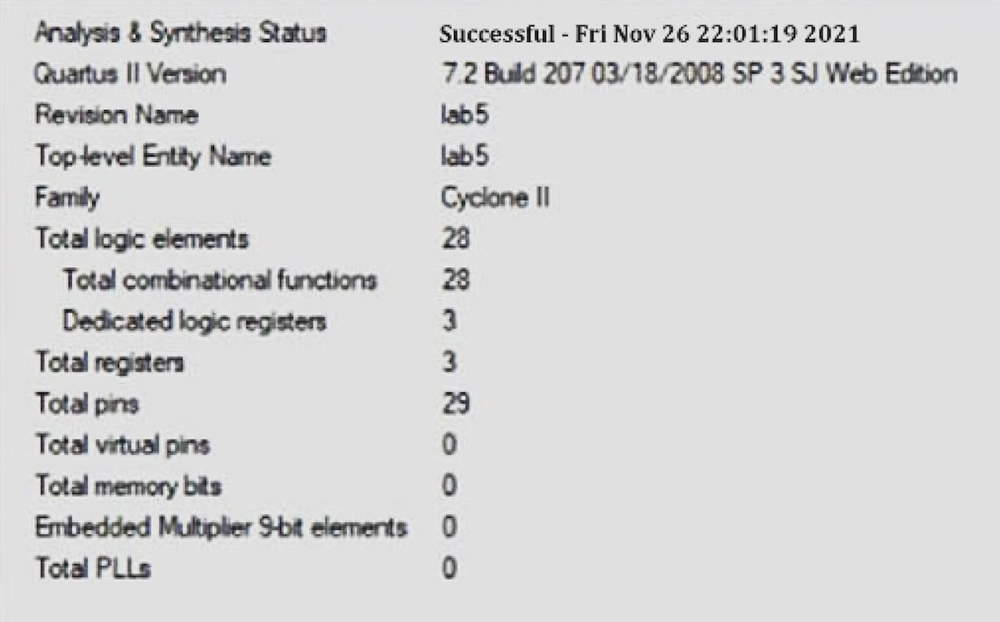 Analysis & Synthesis Status Successful - Fri Nov 26 22:01:19 2021
Quartus II Version 7.2 Build 207 03/18/2008 SP 3 SJ Web Edition
Revision Name lab5
Top-level Entity Name lab5
Family Cyclone II
Total logic elements 28
Total combinational functions 28
Dedicated logic registers 3
Total registers 3
Total pins 29
Total virtual pins 0
Total memory bits 0
Embedded Multiplier 9-bit elements 0
Total PLLs 0